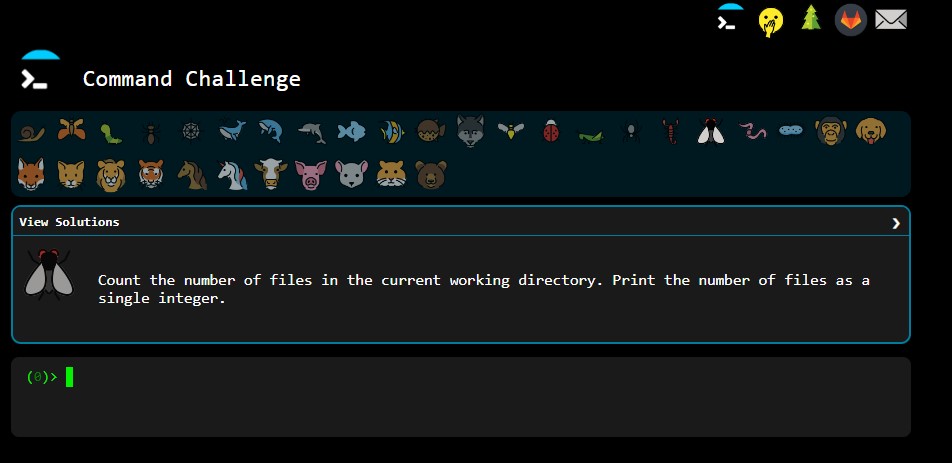 Command Challenge
View Solutions
Count the number of files in the current working directory. Print the number of files as a
single integer.
(0)>